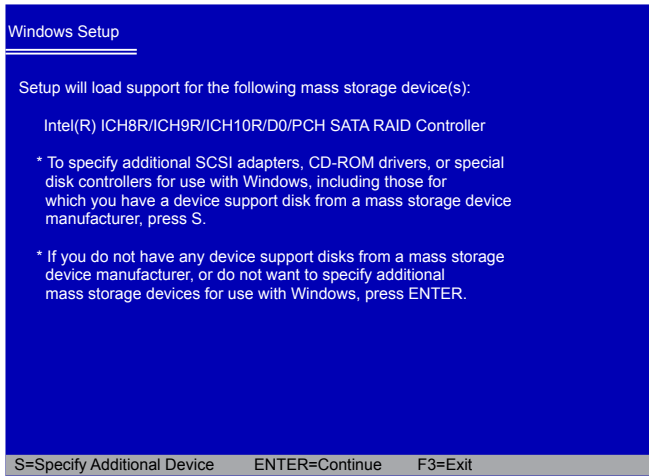 Windows Setup
Setup will load support for the following mass storage device(s):
Intel(R) ICH8R/ICH9R/ICH10R/D0/PCH SATA RAID Controller
* To specify additional SCSI adapters, CD-ROM drivers, or special
disk controllers for use with Windows, including those for
which you have a device support disk from a mass storage device
manufacturer, press S.
* If you do not have any device support disks from a mass storage
device manufacturer, or do not want to specify additional
mass storage devices for use with Windows, press ENTER.
S=Specify Additional Device ENTER=Continue F3=Exit